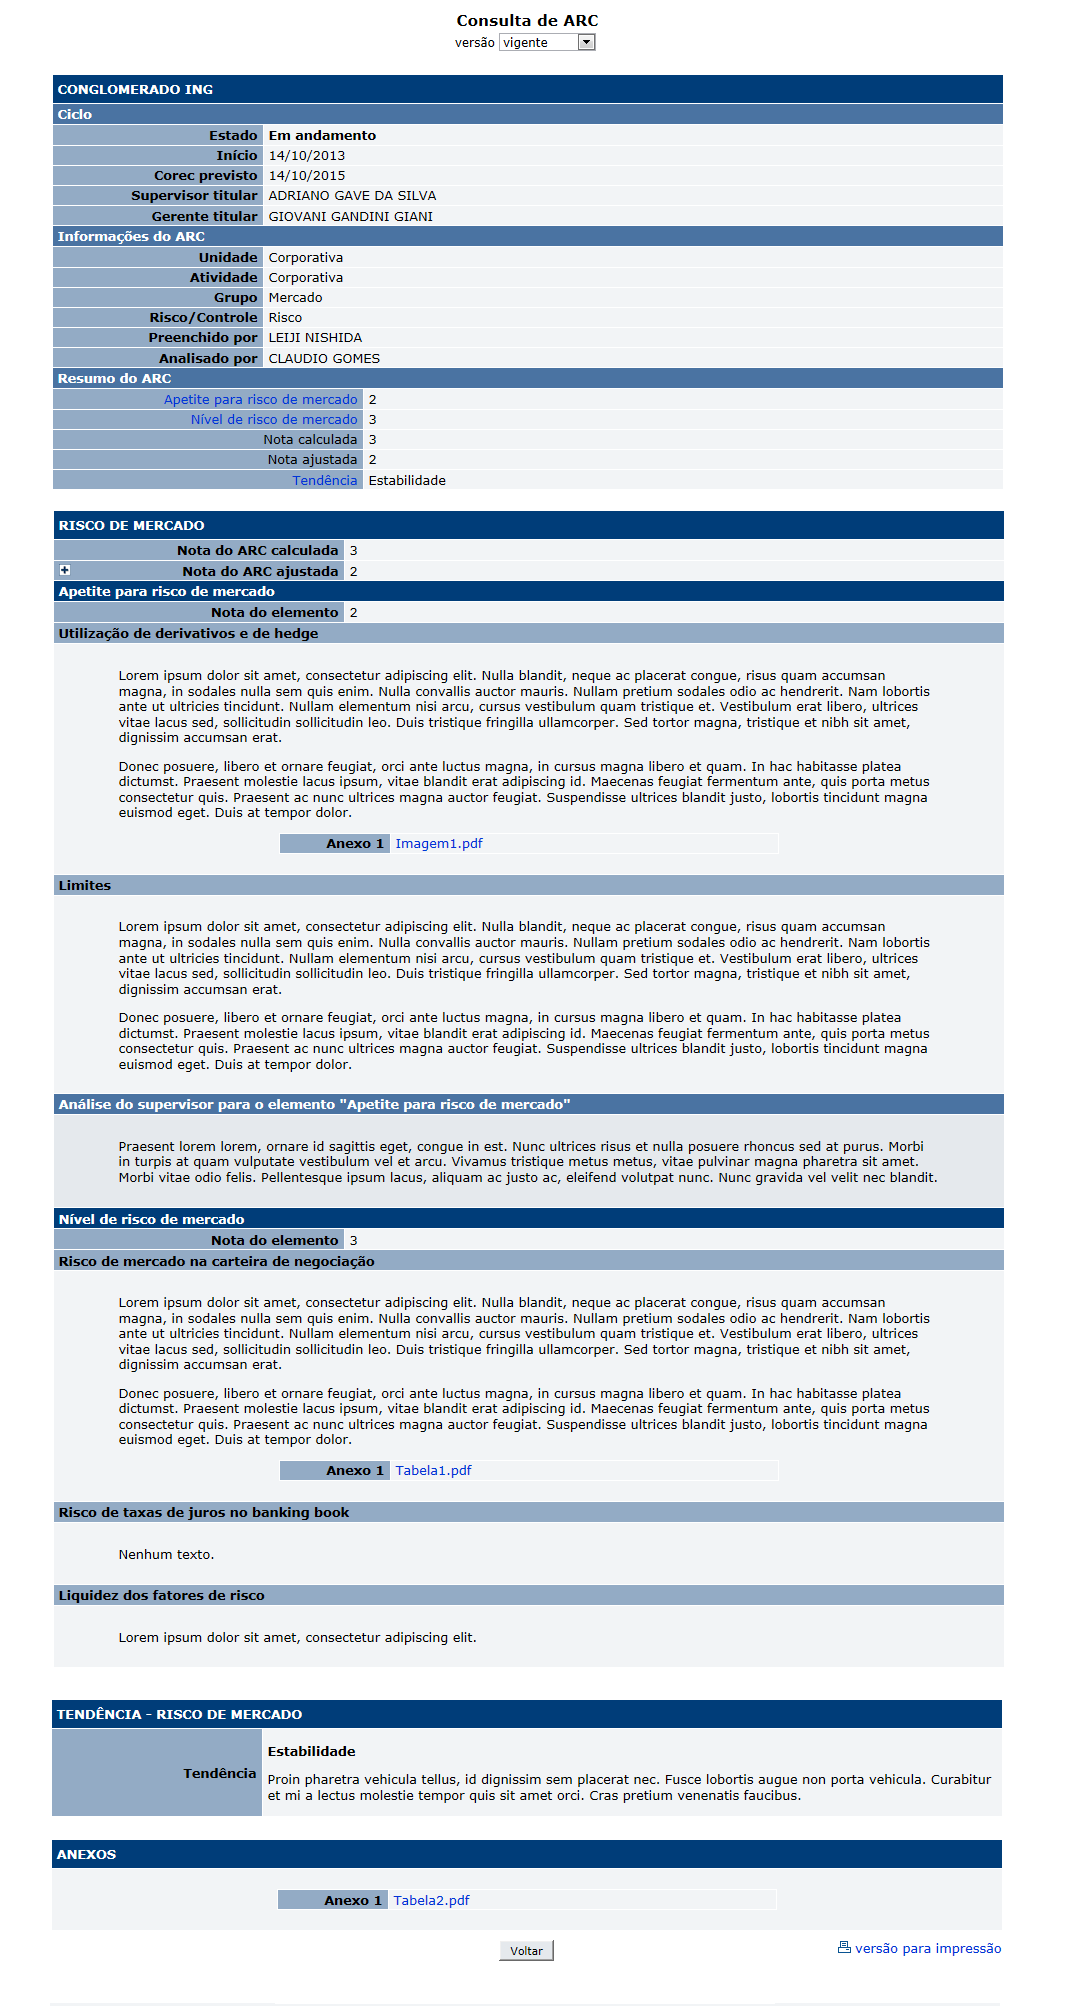 Consulta de ARC
versão vigente
CONGLOMERADO ING
Ciclo
Estado Em andamento
Início 14/10/2013
Corec previsto 14/10/2015
Supervisor titular ADRIANO GAVE DA SILVA
Gerente titular GIOVANI GANDINI GIANI
Informações do ARC
Unidade Corporativa
Atividade Corporativa
Grupo Mercado
Risco/Controle Risco
Preenchido por LEIJI NISHIDA
Analisado por CLAUDIO GOMES
Resumo do ARC
Apetite para risco de mercado 2
Nível de risco de mercado 3
Nota calculada 3
Nota ajustada 2
Tendência Estabilidade
RISCO DE MERCADO
Nota do ARC calculada 3
Nota do ARC ajustada 2
Apetite para risco de mercado
Nota do elemento 2
Utilização de derivativos e de hedge
Lorem ipsum dolor sit amet, consectetur adipiscing elit. Nulla blandit, neque ac placerat congue, risus quam accumsan
magna, in sodales nulla sem quis enim. Nulla convallis auctor mauris. Nullam pretium sodales odio ac hendrerit. Nam lobortis
ante ut ultricies tincidunt. Nullam elementum nisi arcu, cursus vestibulum quam tristique et. Vestibulum erat libero, ultrices
vitae lacus sed, sollicitudin sollicitudin leo. Duis tristique fringilla ullamcorper. Sed tortor magna, tristique et nibh sit amet,
dignissim accumsan erat.
Donec posuere, libero et ornare feugiat, orci ante luctus magna, in cursus magna libero et quam. In hac habitasse platea
dictumst. Praesent molestie lacus ipsum, vitae blandit erat adipiscing id. Maecenas feugiat fermentum ante, quis porta metus
consectetur quis. Praesent ac nunc ultrices magna auctor feugiat. Suspendisse ultrices blandit justo, lobortis tincidunt magna
euismod eget. Duis at tempor dolor.
Anexo 1 Imagem1.pdf
Limites
Lorem ipsum dolor sit amet, consectetur adipiscing elit. Nulla blandit, neque ac placerat congue, risus quam accumsan
magna, in sodales nulla sem quis enim. Nulla convallis auctor mauris. Nullam pretium sodales odio ac hendrerit. Nam lobortis
ante ut ultricies tincidunt. Nullam elementum nisi arcu, cursus vestibulum quam tristique et. Vestibulum erat libero, ultrices
vitae lacus sed, sollicitudin sollicitudin leo. Duis tristique fringilla ullamcorper. Sed tortor magna, tristique et nibh sit amet,
dignissim accumsan erat.
Donec posuere, libero et ornare feugiat, orci ante luctus magna, in cursus magna libero et quam. In hac habitasse platea
dictumst. Praesent molestie lacus ipsum, vitae blandit erat adipiscing id. Maecenas feugiat fermentum ante, quis porta metus
consectetur quis. Praesent ac nunc ultrices magna auctor feugiat. Suspendisse ultrices blandit justo, lobortis tincidunt magna
euismod eget. Duis at tempor dolor.
Análise do supervisor para o elemento "Apetite para risco de mercado"
Praesent lorem lorem, ornare id sagittis eget, congue in est. Nunc ultrices risus et nulla posuere rhoncus sed at purus. Morbi
in turpis at quam vulputate vestibulum vel et arcu. Vivamus tristique metus metus, vitae pulvinar magna pharetra sit amet.
Morbi vitae odio felis. Pellentesque ipsum lacus, aliquam ac justo ac, eleifend volutpat nunc. Nunc gravida vel velit nec blandit.
Nível de risco de mercado
Nota do elemento 3
Risco de mercado na carteira de negociação
Lorem ipsum dolor sit amet, consectetur adipiscing elit. Nulla blandit, neque ac placerat congue, risus quam accumsan
magna, in sodales nulla sem quis enim. Nulla convallis auctor mauris. Nullam pretium sodales odio ac hendrerit. Nam lobortis
ante ut ultricies tincidunt. Nullam elementum nisi arcu, cursus vestibulum quam tristique et. Vestibulum erat libero, ultrices
vitae lacus sed, sollicitudin sollicitudin leo. Duis tristique fringilla ullamcorper. Sed tortor magna, tristique et nibh sit amet,
dignissim accumsan erat.
Donec posuere, libero et ornare feugiat, orci ante luctus magna, in cursus magna libero et quam. In hac habitasse platea
dictumst. Praesent molestie lacus ipsum, vitae blandit erat adipiscing id. Maecenas feugiat fermentum ante, quis porta metus
consectetur quis. Praesent ac nunc ultrices magna auctor feugiat. Suspendisse ultrices blandit justo, lobortis tincidunt magna
euismod eget. Duis at tempor dolor.
Anexo 1 Tabela1.pdf
Risco de taxas de juros no banking book
Nenhum texto.
Liquidez dos fatores de risco
Lorem ipsum dolor sit amet, consectetur adipiscing elit.
TENDÊNCIA - RISCO DE MERCADO
Estabilidade
Tendência
Proin pharetra vehicula tellus, id dignissim sem placerat nec. Fusce lobortis augue non porta vehicula. Curabitur
et mi a lectus molestie tempor quis sit amet orci. Cras pretium venenatis faucibus.
ANEXOS
Anexo 1 Tabela2.pdf
Voltar
versão para impressão